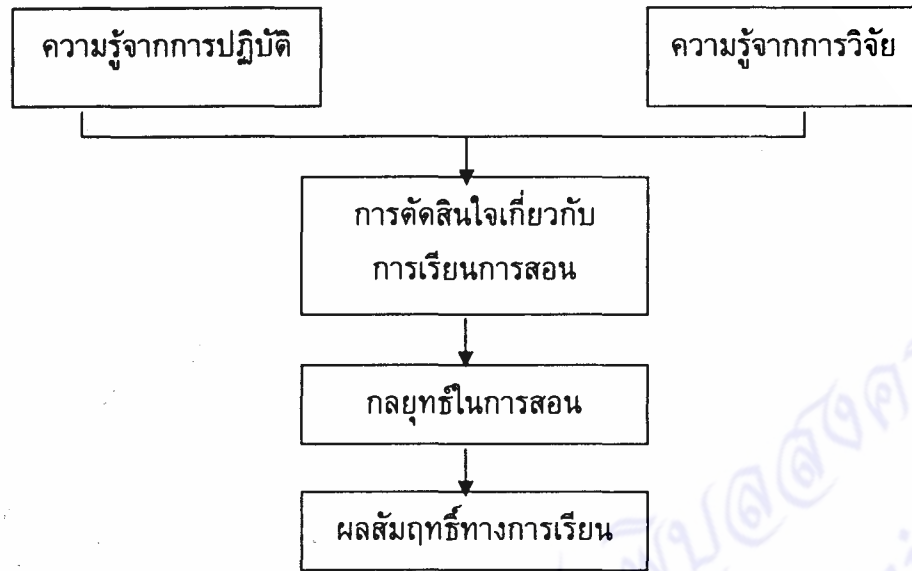 ความรู้จากการปฏิบัติ
ความรู้จากการวิจัย
การตัดสินใจเกี่ยวกับ
การเรียนการสอน
กลยุทธ์ในการสอน
ผลสัมฤทธิ์ทางการเรียน